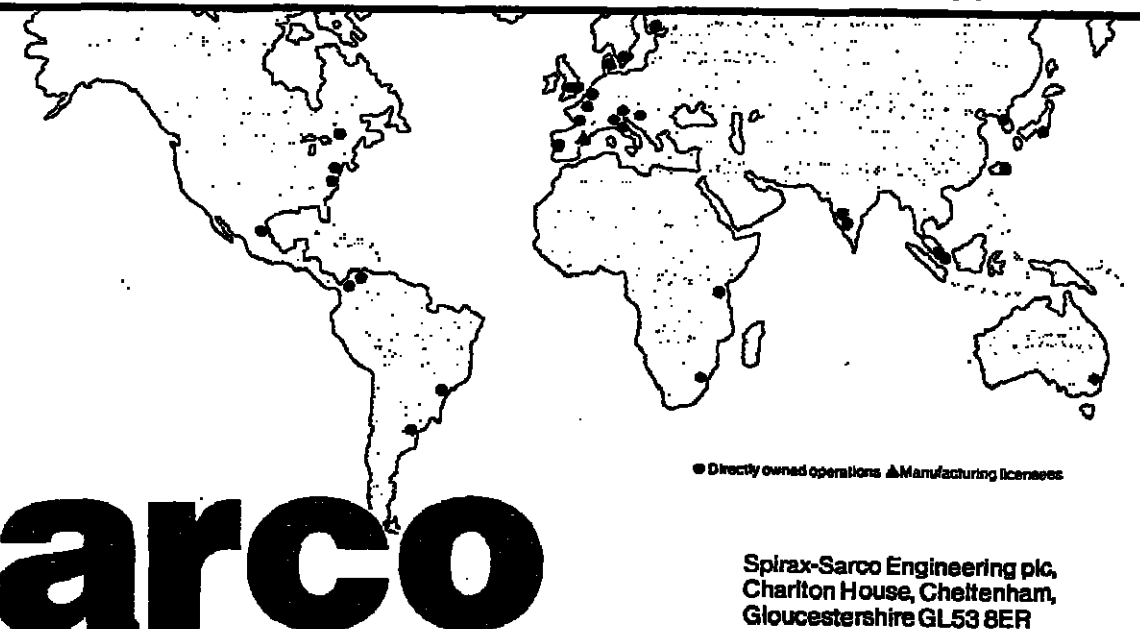 ● Directly owned operations ▲ Manufacturing licensees
arco
Spirax-Sarco Engineering plc,
Charlton House, Cheltenham,
Gloucestershire GL53 8ER